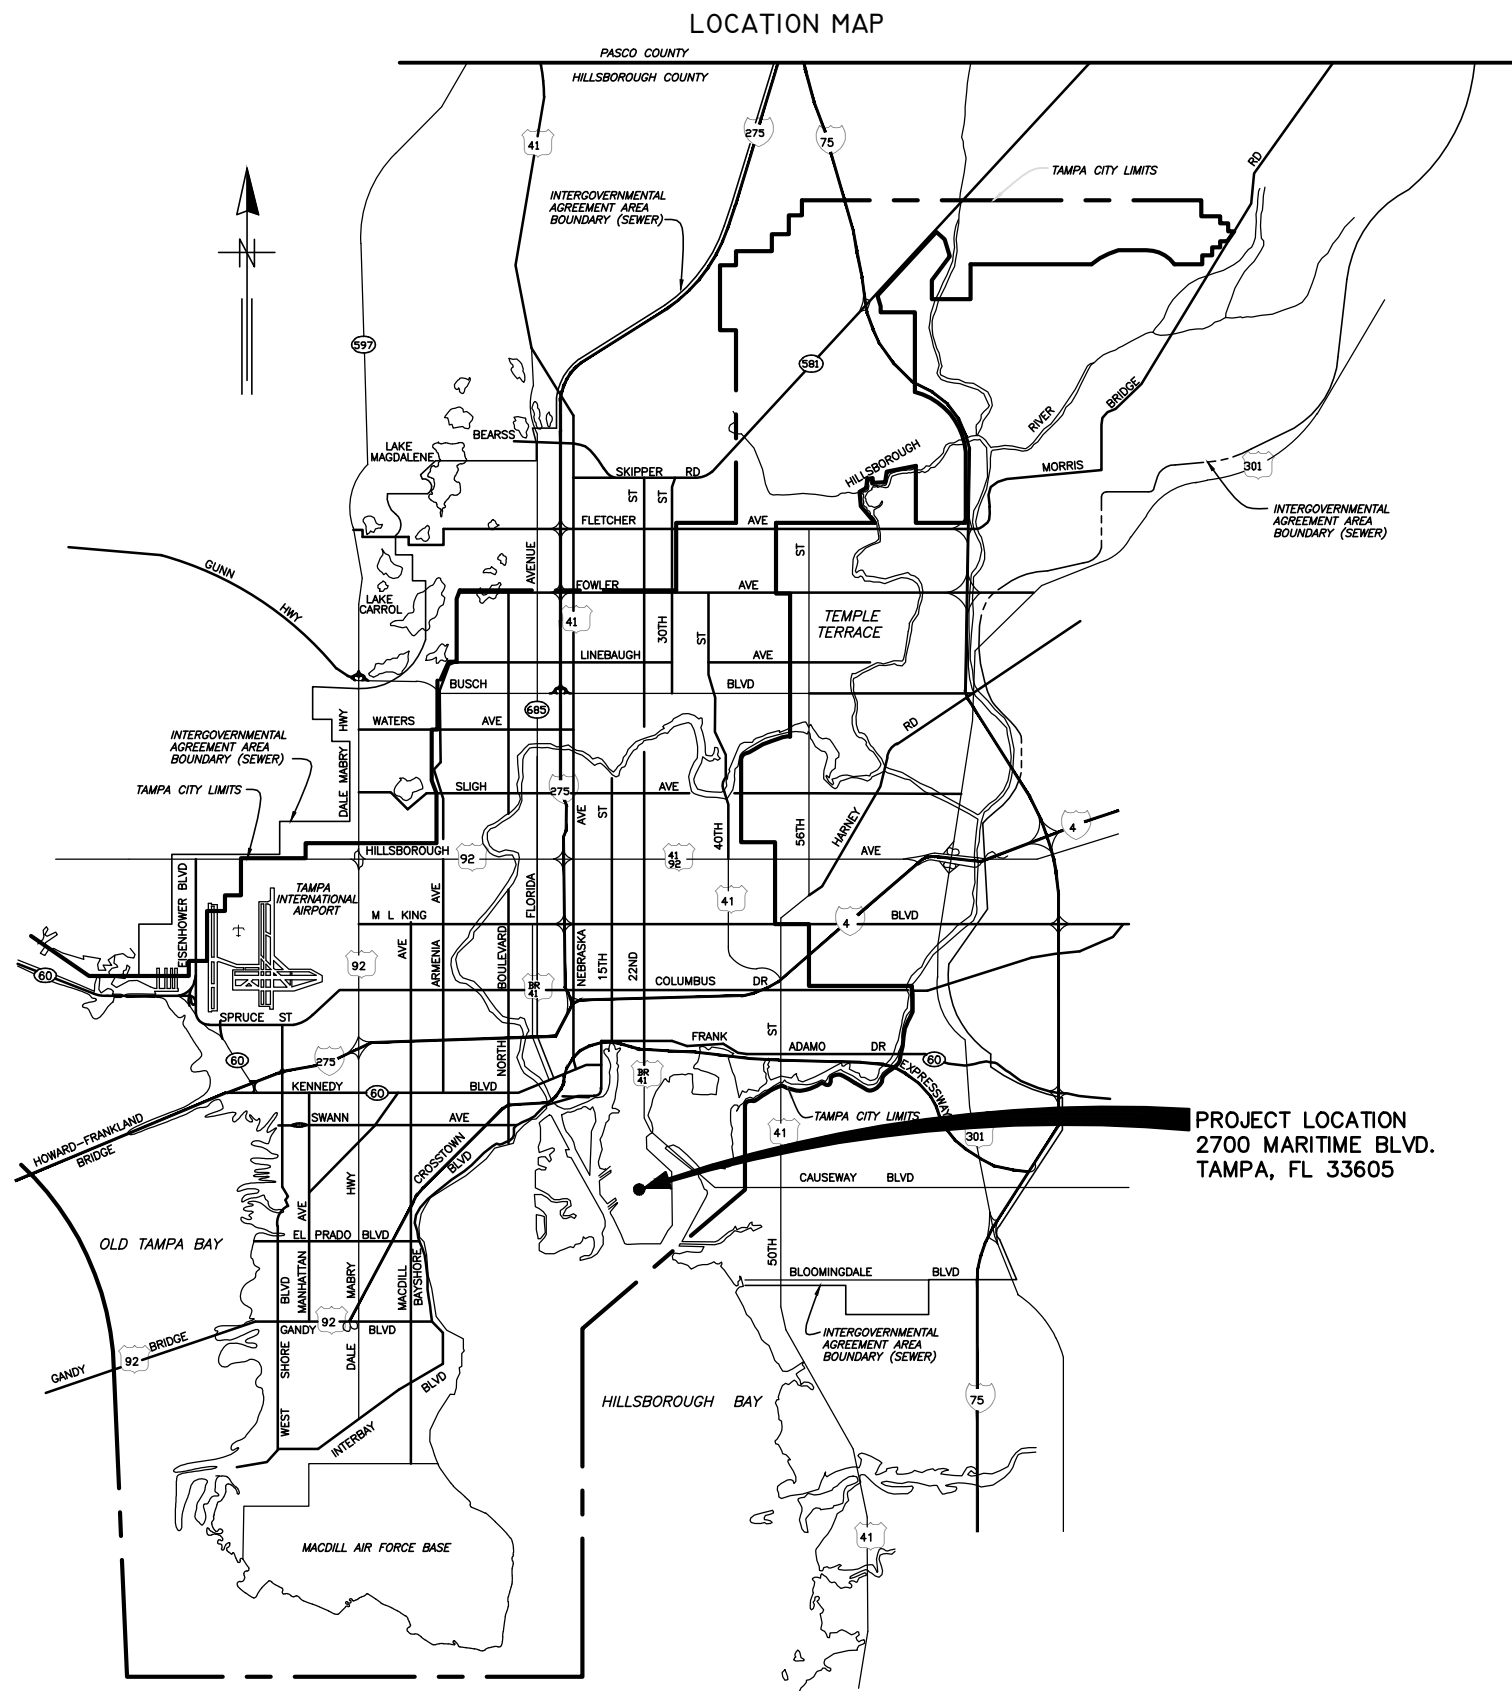 LOCATION MAP
PASCO COUNTY
HILLSBOROUGH COUNTY
275
75
41
RD
TAMPA CITY LIMITS
INTERGOVERNMENTAL
AGREEMENT AREA
BOUNDARY (SEWER)
N
597
581
BRIDGE
RIVER
BEARSS
LAKE
MAGDALENE
HILLSBOROUGH
SKIPPER RD
MORRIS
301
ST
ST
INTERGOVERNMENTAL
AGREEMENT AREA
BOUNDARY (SEWER)
FLETCHER AVE
AVENUE
ST
GUNN
HWY
FOWLER AVE
LAKE
CARROL
41
30TH
ST
TEMPLE
TERRACE
LINEBAUGH AVE
BUSCH BLVD
685
WATERS AVE
HWY
RD
INTERGOVERNMENTAL
AGREEMENT AREA
BOUNDARY (SEWER)
TAMPA CITY LIMITS
DALE MABRY
SLIGH AVE
275
AVE
ST
40TH
56TH
HARNEY
4
HILLSBOROUGH AVE
92
41
92
EISENHOWER BLVD
TAMPA
INTERNATIONAL
AIRPORT
AVE
FLORIDA
41
M L KING BLVD
4
AVE
ARMENIA
BOULEVARD
NEBRASKA
15TH
22ND
92
60
COLUMBUS DR
BR
41
SPRUCE ST
ST
FRANK
ADAMO DR
60
60
275
NORTH
BR
41
EXPRESSWAY
KENNEDY BLVD
60
SWANN AVE
TAMPA CITY LIMITS
41
301
PROJECT LOCATION
2700 MARITIME BLVD.
TAMPA, FL 33605
HOWARD-FRANKLAND
BRIDGE
CROSSTOWN
BLVD
HWY
CAUSEWAY BLVD
AVE
EL PRADO BLVD
OLD TAMPA BAY
50TH
BLVD
MANHATTAN
MABRY
MACDILL
BAYSHORE
BLOOMINGDALE BLVD
GANDY BLVD
92
INTERGOVERNMENTAL
AGREEMENT AREA
BOUNDARY (SEWER)
GANDY
92
BRIDGE
SHORE
DALE
BLVD
HILLSBOROUGH BAY
75
WEST
INTERBAY
41
MACDILL AIR FORCE BASE